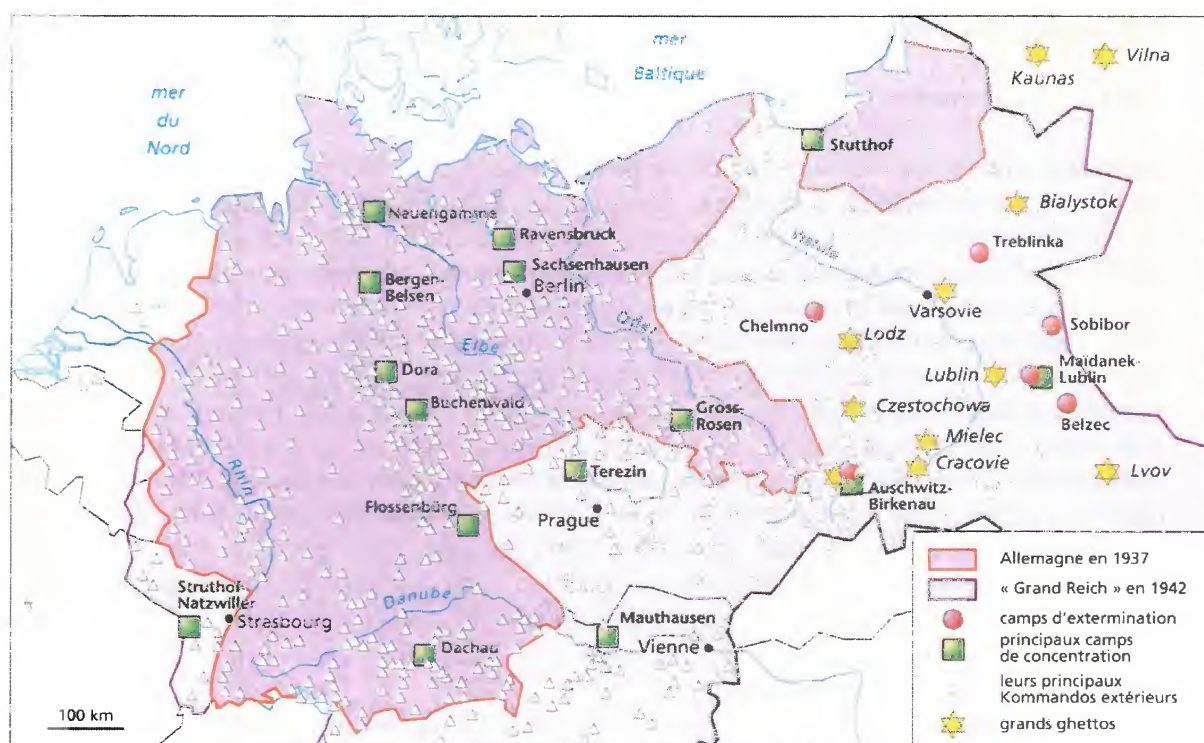 mer
du
Nord
mer
Baltique
Kaunas
Vilna
Stutthof
Bialystok
Treblinka
Neuengamme
Ravensbruck
Sachsenhausen
Berlin
Bergen-
Belsen
Vistule
Varsovie
Chelmno
Sobibor
Lodz
Oder
Elbe
Dora
Lublin
Maïdanek-
Lublin
Buchenwald
Gross-
Rosen
Czestochowa
Belzec
Mielec
Cracovie
Lvov
Rhin
Terezin
Auschwitz-
Birkenau
Flossenbürg
Prague
Struthof-
Natzwiller
Strasbourg
Danube
Mauthausen
Vienne
Dachau
100 km
Allemagne en 1937
« Grand Reich » en 1942
camps d'extermination
principaux camps
de concentration
leurs principaux
Kommandos extérieurs
grands ghettos